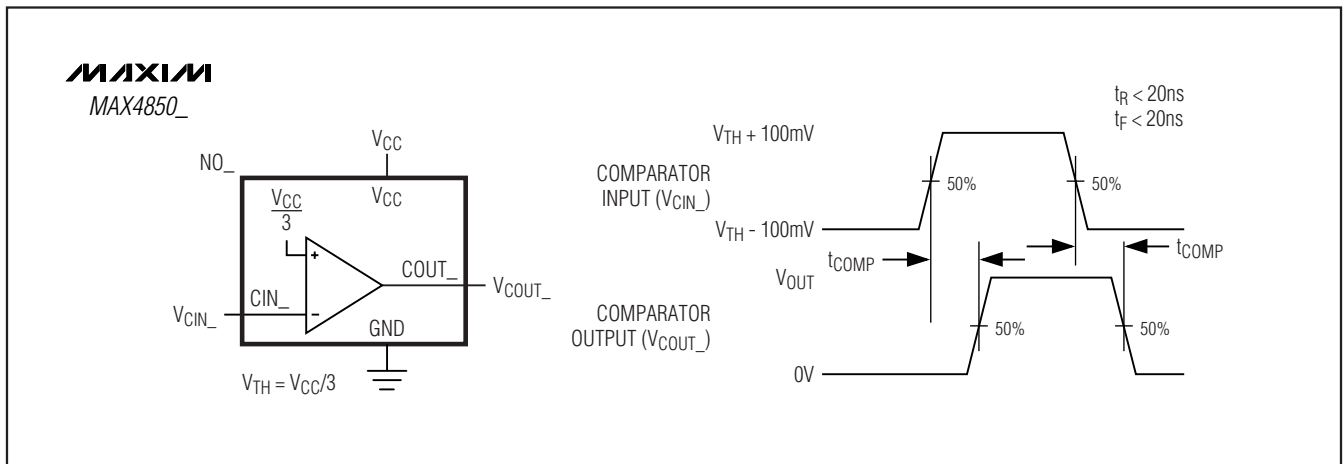 MAXIM
MAX4850_
NO_
VCC
VCC
VCC
3
+
-
CIN_
VCIN_
COUT_
VCOUT_
GND
VTH = VCC/3
tR < 20ns
tF < 20ns
VTH + 100mV
COMPARATOR
INPUT (VCIN_)
50%
50%
VTH - 100mV
tCOMP
tCOMP
VOUT
COMPARATOR
OUTPUT (VCOUT_)
50%
50%
0V